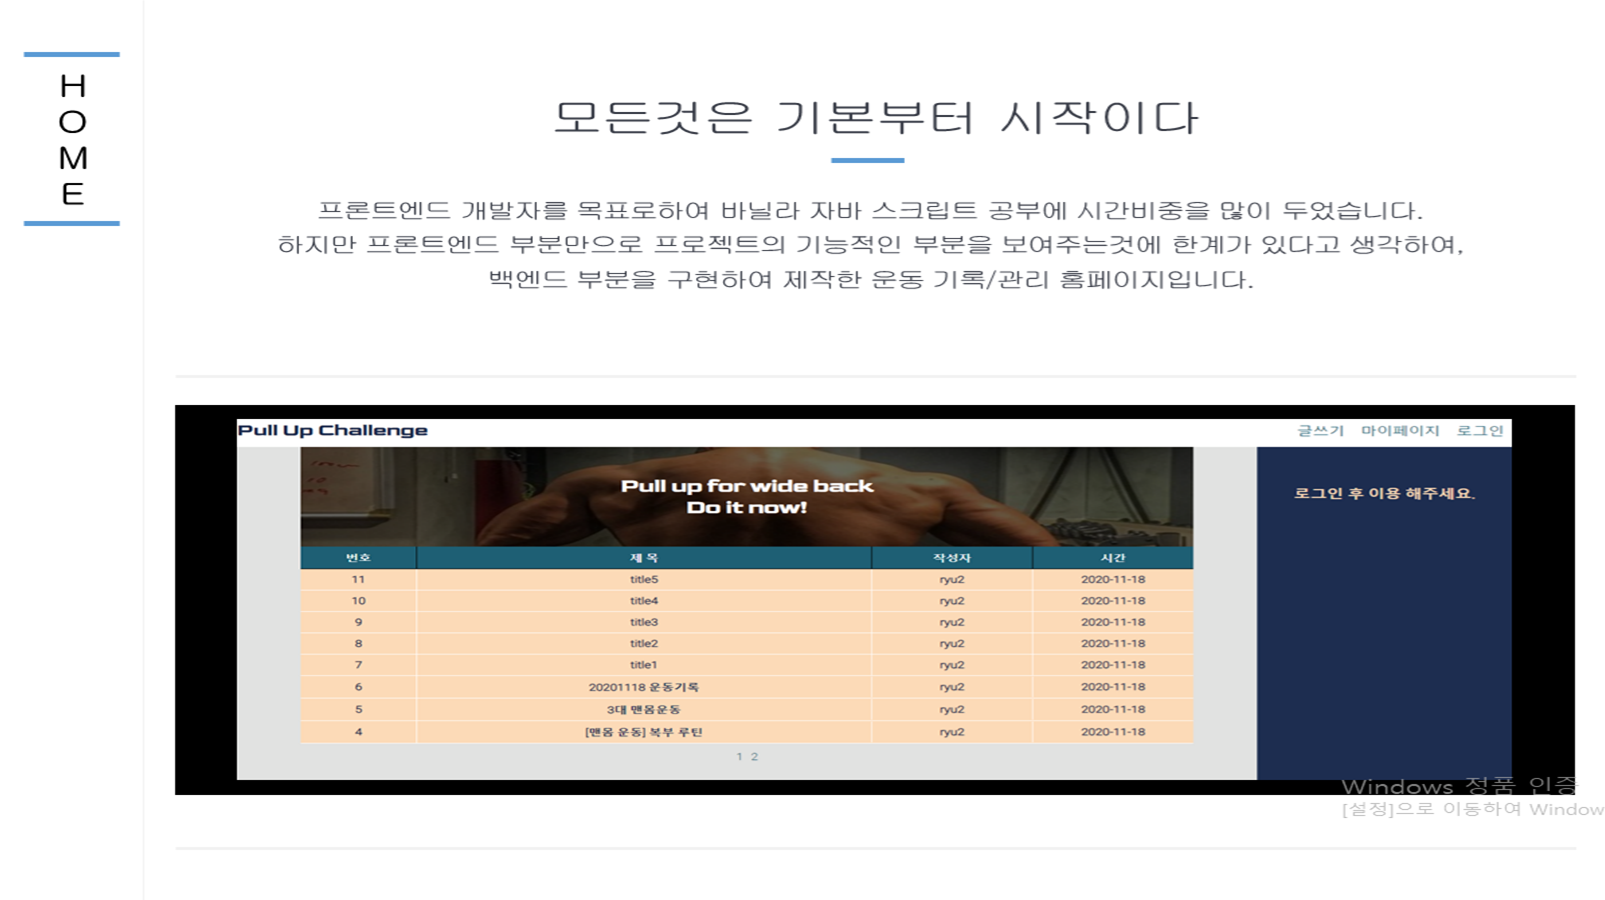 HOME
모든것은 기본부터 시작이다
프론트엔드 개발자를 목표로하여 바닐라 자바 스크립트 공부에 시간비중을 많이 두었습니다.
하지만 프론트엔드 부분만으로 프로젝트의 기능적인 부분을 보여주는것에 한계가 있다고 생각하여,
백엔드 부분을 구현하여 제작한 운동 기록/관리 홈페이지입니다.
Pull Up Challenge 글쓰기 마이페이지 로그인
Pull up for wide back
Do it now!
로그인 후 이용 해주세요.
번호 제 목 작성자 시간
11 title5 ryu2 2020-11-18
10 title4 ryu2 2020-11-18
9 title3 ryu2 2020-11-18
8 title2 ryu2 2020-11-18
7 title1 ryu2 2020-11-18
6 20201118 운동기록 ryu2 2020-11-18
5 3대 맨몸운동 ryu2 2020-11-18
4 [맨몸 운동] 복부 루틴 ryu2 2020-11-18
1 2
Windows 정품 인증
[설정]으로 이동하여 Window